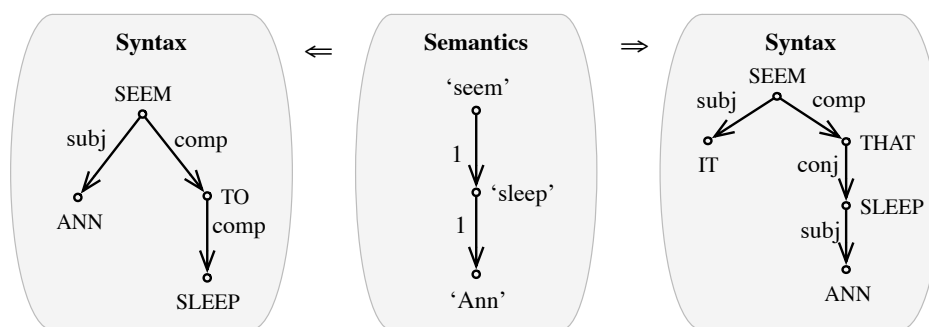 Syntax
⇐
Semantics
⇒
Syntax
SEEM
subj
comp
ANN
TO
comp
SLEEP
‘seem’
1
‘sleep’
1
‘Ann’
SEEM
subj
comp
IT
THAT
conj
SLEEP
subj
ANN